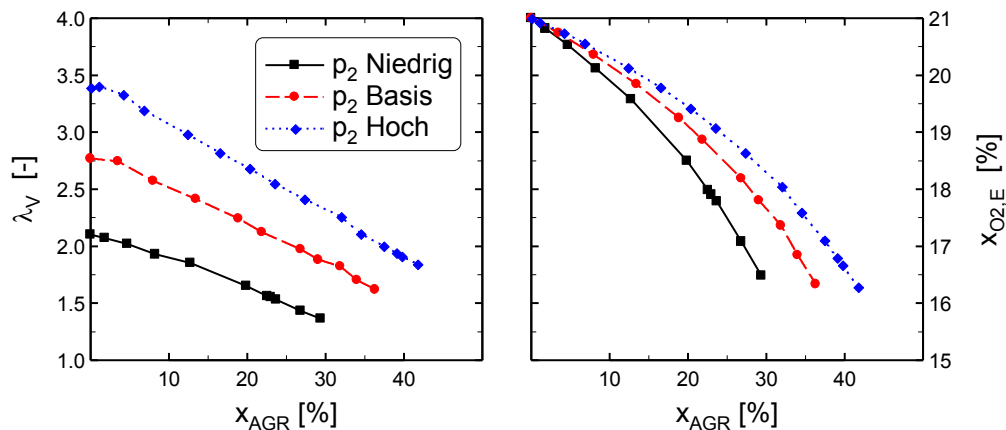 4.0
3.5
3.0
2.5
2.0
1.5
1.0
λV [-]
p2 Niedrig
p2 Basis
p2 Hoch
10 20 30 40
xAGR [%]
21
20
19
18
17
16
15
xO2,E [%]
10 20 30 40
xAGR [%]